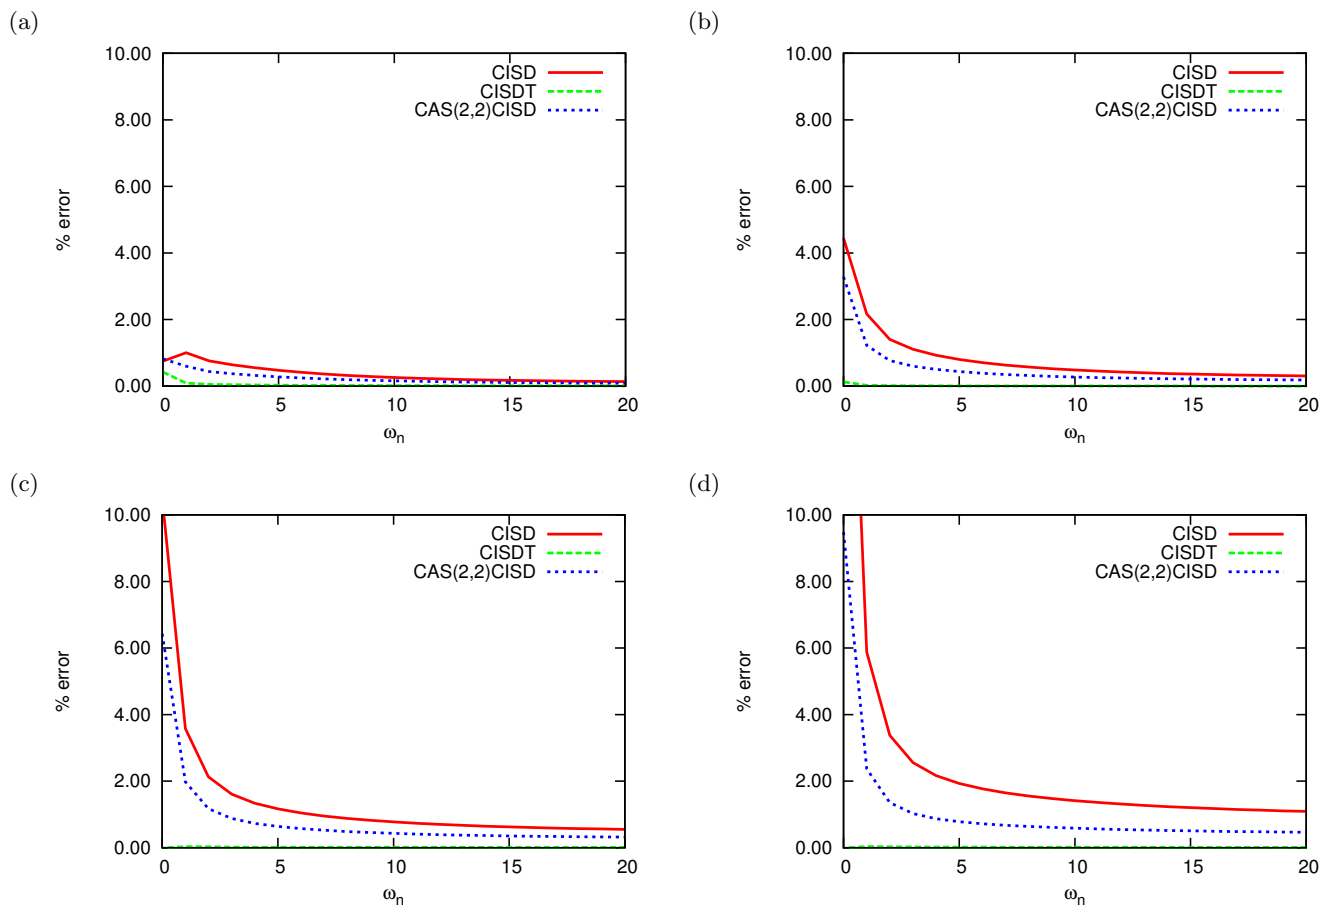 (a)
10.00
8.00
6.00
4.00
2.00
0.00
% error
CISD
CISDT
CAS(2,2)CISD
0 5 10 15 20
ωn
(b)
10.00
8.00
6.00
4.00
2.00
0.00
% error
CISD
CISDT
CAS(2,2)CISD
0 5 10 15 20
ωn
(c)
10.00
8.00
6.00
4.00
2.00
0.00
% error
CISD
CISDT
CAS(2,2)CISD
0 5 10 15 20
ωn
(d)
10.00
8.00
6.00
4.00
2.00
0.00
% error
CISD
CISDT
CAS(2,2)CISD
0 5 10 15 20
ωn